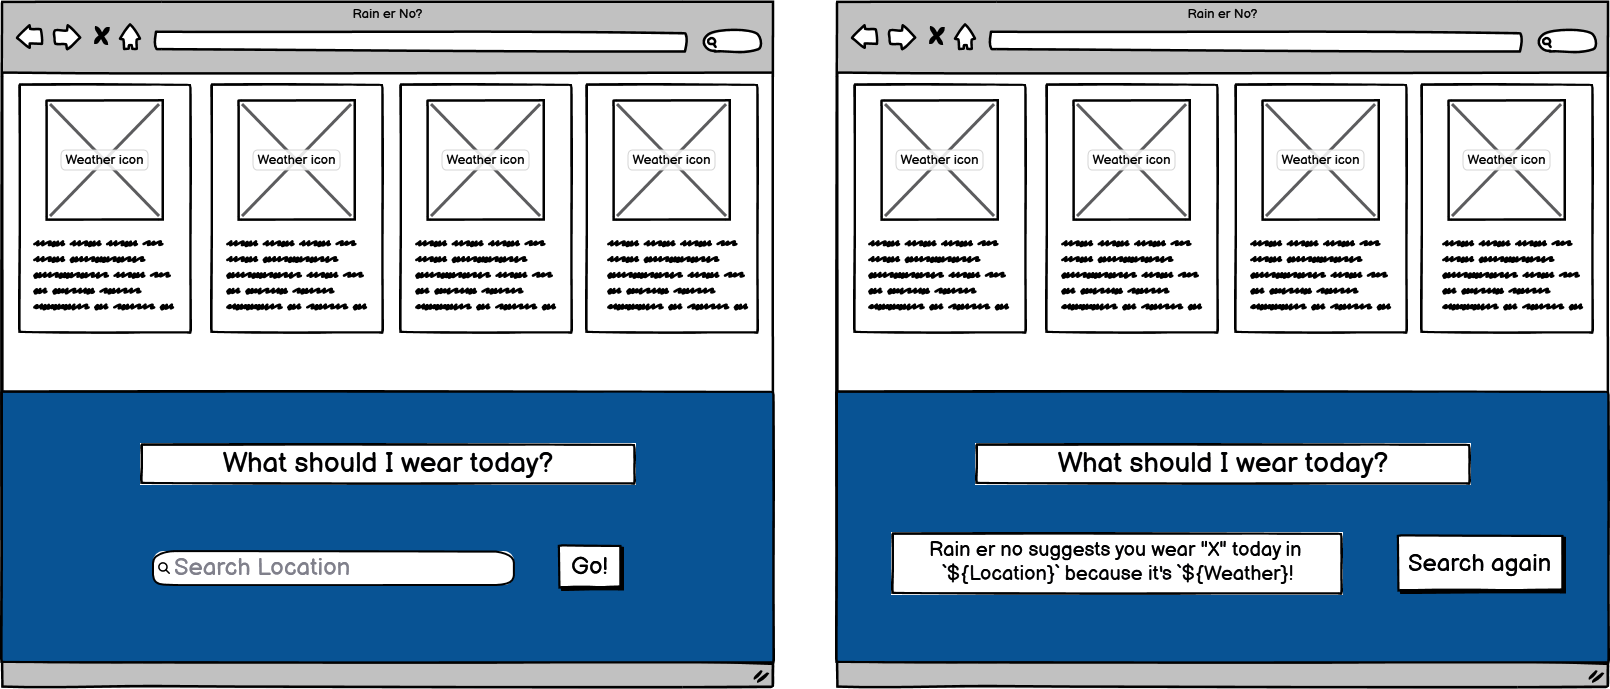 Rain er No?
Weather icon
Weather icon
Weather icon
Weather icon
What should I wear today?
Search Location
Go!
Rain er No?
Weather icon
Weather icon
Weather icon
Weather icon
What should I wear today?
Rain er no suggests you wear "X" today in
`${Location}` because it's `${Weather}!
Search again